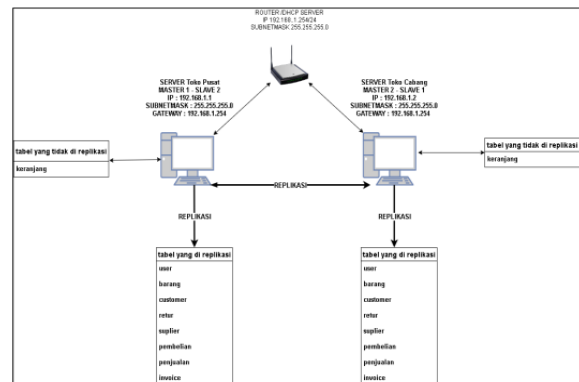 ROUTER /DHCP SERVER
IP 192.168.1.254/24
SUBNETMASK 255.255.255.0
SERVER Toko Pusat
MASTER 1 - SLAVE 2
IP : 192.168.1.1
SUBNETMASK : 255.255.255.0
GATEWAY : 192.168.1.254
SERVER Toko Cabang
MASTER 2 - SLAVE 1
IP : 192.168.1.2
SUBNETMASK : 255.255.255.0
GATEWAY : 192.168.1.254
tabel yang tidak di replikasi
keranjang
tabel yang tidak di replikasi
keranjang
REPLIKASI
REPLIKASI
REPLIKASI
tabel yang di replikasi
user
barang
customer
retur
suplier
pembelian
penjualan
invoice
tabel yang di replikasi
user
barang
customer
retur
suplier
pembelian
penjualan
invoice